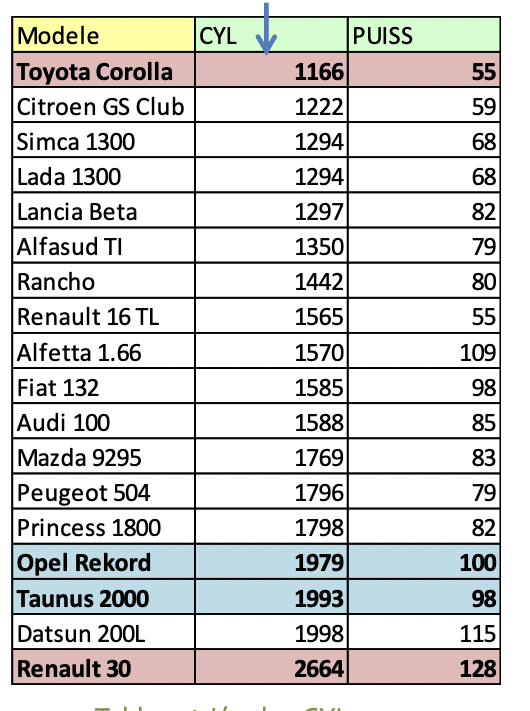 Modele CYL PUISS
Toyota Corolla 1166 55
Citroen GS Club 1222 59
Simca 1300 1294 68
Lada 1300 1294 68
Lancia Beta 1297 82
Alfasud TI 1350 79
Rancho 1442 80
Renault 16 TL 1565 55
Alfetta 1.66 1570 109
Fiat 132 1585 98
Audi 100 1588 85
Mazda 9295 1769 83
Peugeot 504 1796 79
Princess 1800 1798 82
Opel Rekord 1979 100
Taunus 2000 1993 98
Datsun 200L 1998 115
Renault 30 2664 128